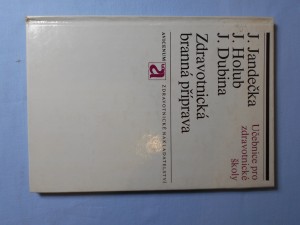 J. Jandečka
J. Holub
J. Dubina
Zdravotnická
branná příprava
Učebnice pro
zdravotnické
školy
AVICENUM
a
ZDRAVOTNICKÉ NAKLADATELSTVÍ